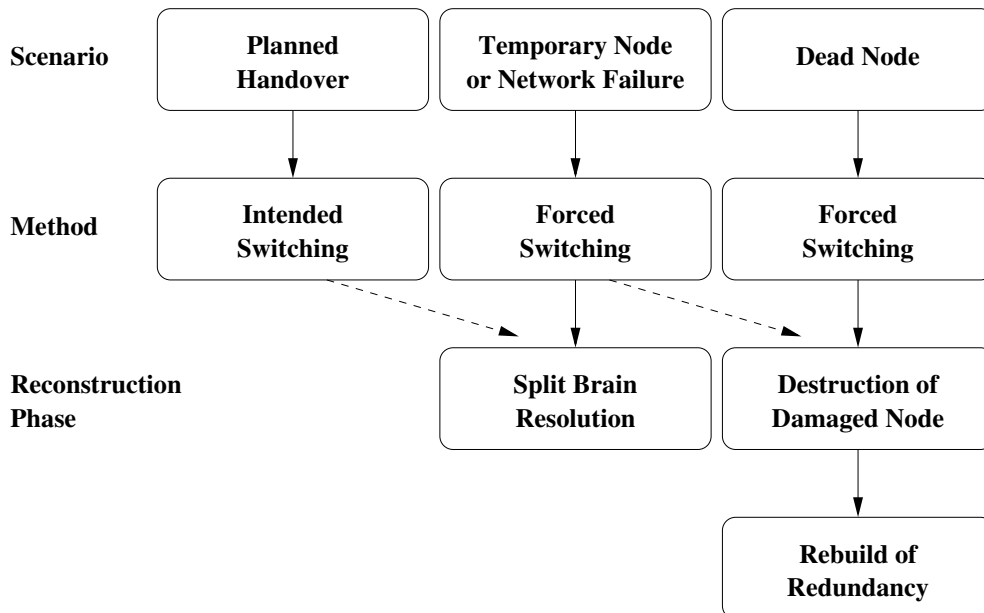 Scenario
Planned
Handover
Temporary Node
or Network Failure
Dead Node
Method
Intended
Switching
Forced
Switching
Forced
Switching
Reconstruction
Phase
Split Brain
Resolution
Destruction of
Damaged Node
Rebuild of
Redundancy